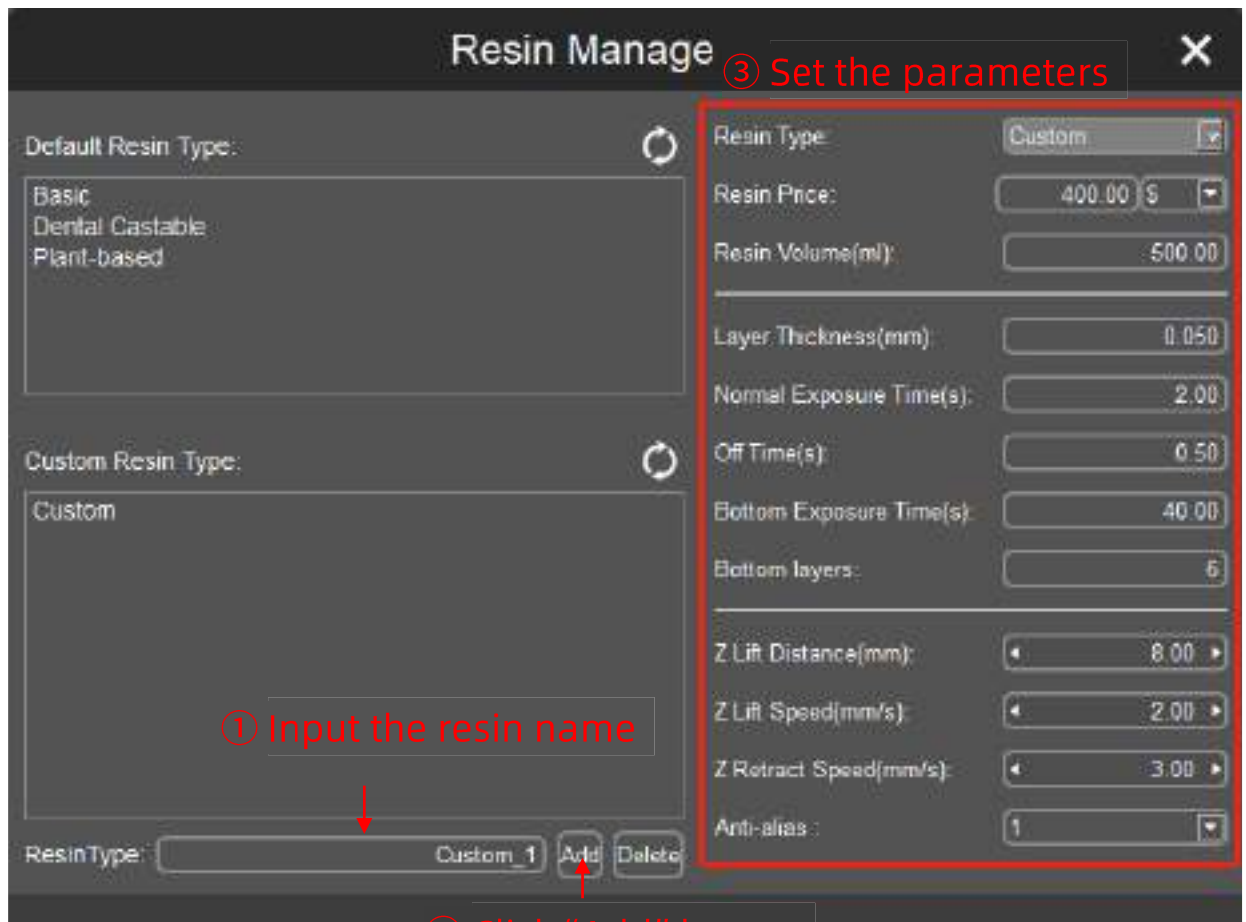 Resin Manage
③ Set the parameters
Default Resin Type:
Basic
Dental Castable
Plant-based
Custom Resin Type:
Custom
① Input the resin name
ResinType: Custom_1 Add Delete
Resin Type: Custom
Resin Price: 400.00 $
Resin Volume(ml): 500.00
Layer Thickness(mm): 0.050
Normal Exposure Time(s): 2.00
Off Time(s): 0.50
Bottom Exposure Time(s): 40.00
Bottom layers: 6
Z Lift Distance(mm): 8.00
Z Lift Speed(mm/s): 2.00
Z Retract Speed(mm/s): 3.00
Anti-alias : 1